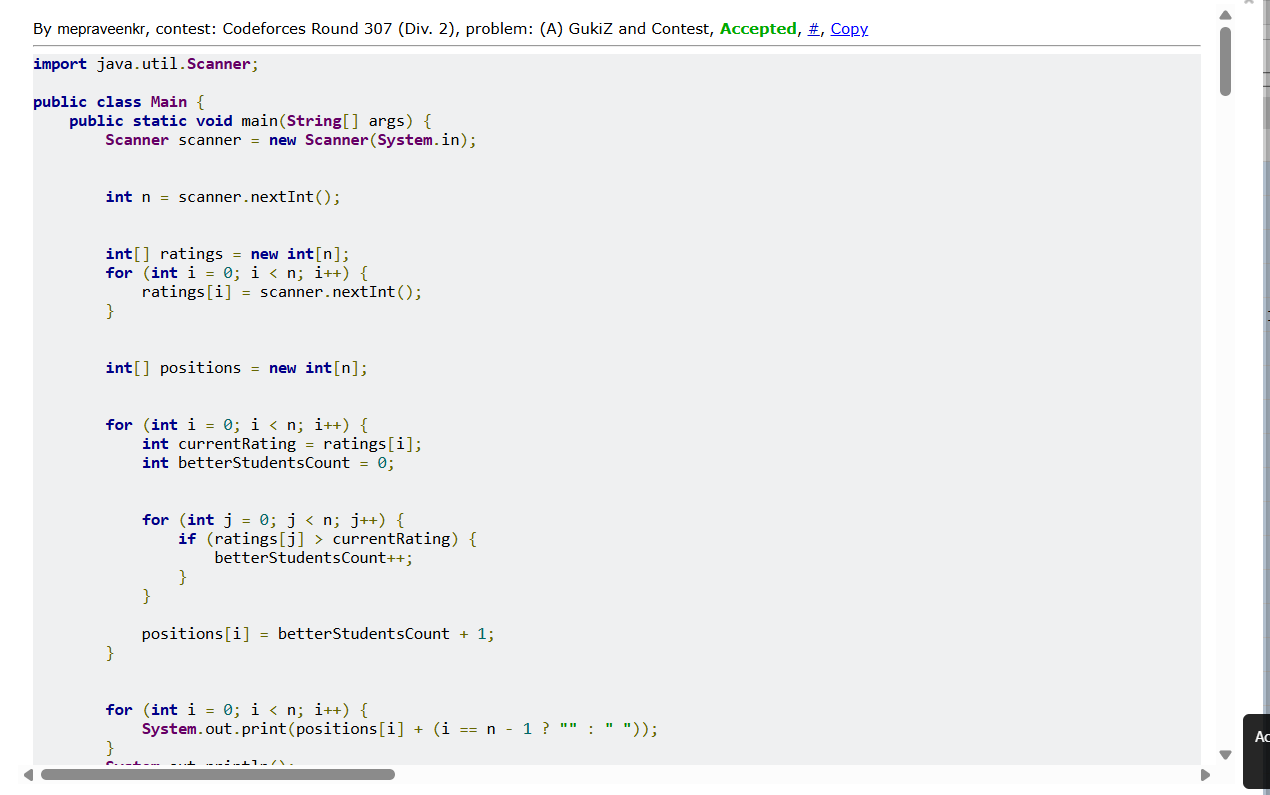 By mepraveenkr, contest: Codeforces Round 307 (Div. 2), problem: (A) GukiZ and Contest, Accepted, #, Copy
import java.util.Scanner;
public class Main {
    public static void main(String[] args) {
        Scanner scanner = new Scanner(System.in);
        int n = scanner.nextInt();
        int[] ratings = new int[n];
        for (int i = 0; i < n; i++) {
            ratings[i] = scanner.nextInt();
        }
        int[] positions = new int[n];
        for (int i = 0; i < n; i++) {
            int currentRating = ratings[i];
            int betterStudentsCount = 0;
            for (int j = 0; j < n; j++) {
                if (ratings[j] > currentRating) {
                    betterStudentsCount++;
                }
            }
            positions[i] = betterStudentsCount + 1;
        }
        for (int i = 0; i < n; i++) {
            System.out.print(positions[i] + (i == n - 1 ? "" : " "));
        }
        System.out.println();
Ac